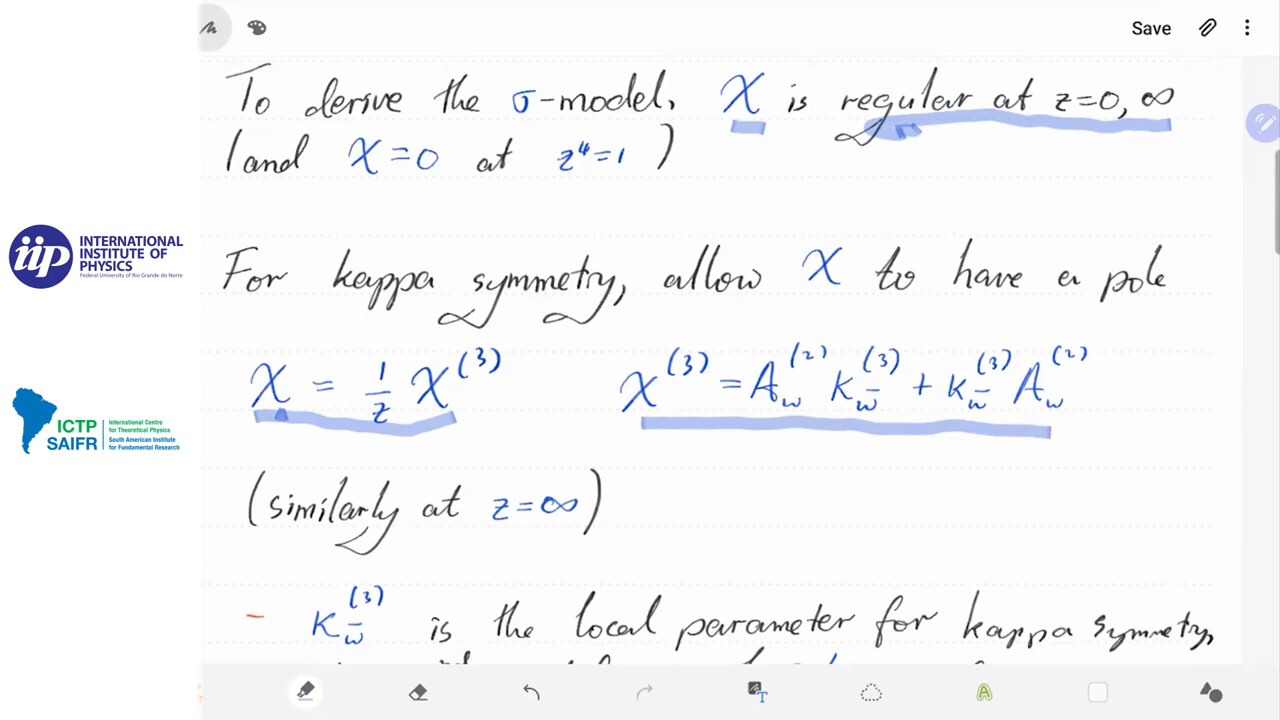 Save
To derive the σ-model, χ is regular at z=0, ∞
(and χ=0 at z⁴=1)
For kappa symmetry, allow χ to have a pole
χ = 1/z χ^(3) χ^(3) = A_w^(2) κ_w̄^(3) + κ_w̄^(3) A_w^(2)
(similarly at z=∞)
- κ_w̄^(3) is the local parameter for kappa symmetry,
iip INTERNATIONAL
INSTITUTE OF
PHYSICS
Federal University of Rio Grande do Norte
ICTP
SAIFR
International Centre
for Theoretical Physics
South American Institute
for Fundamental Research
T
A